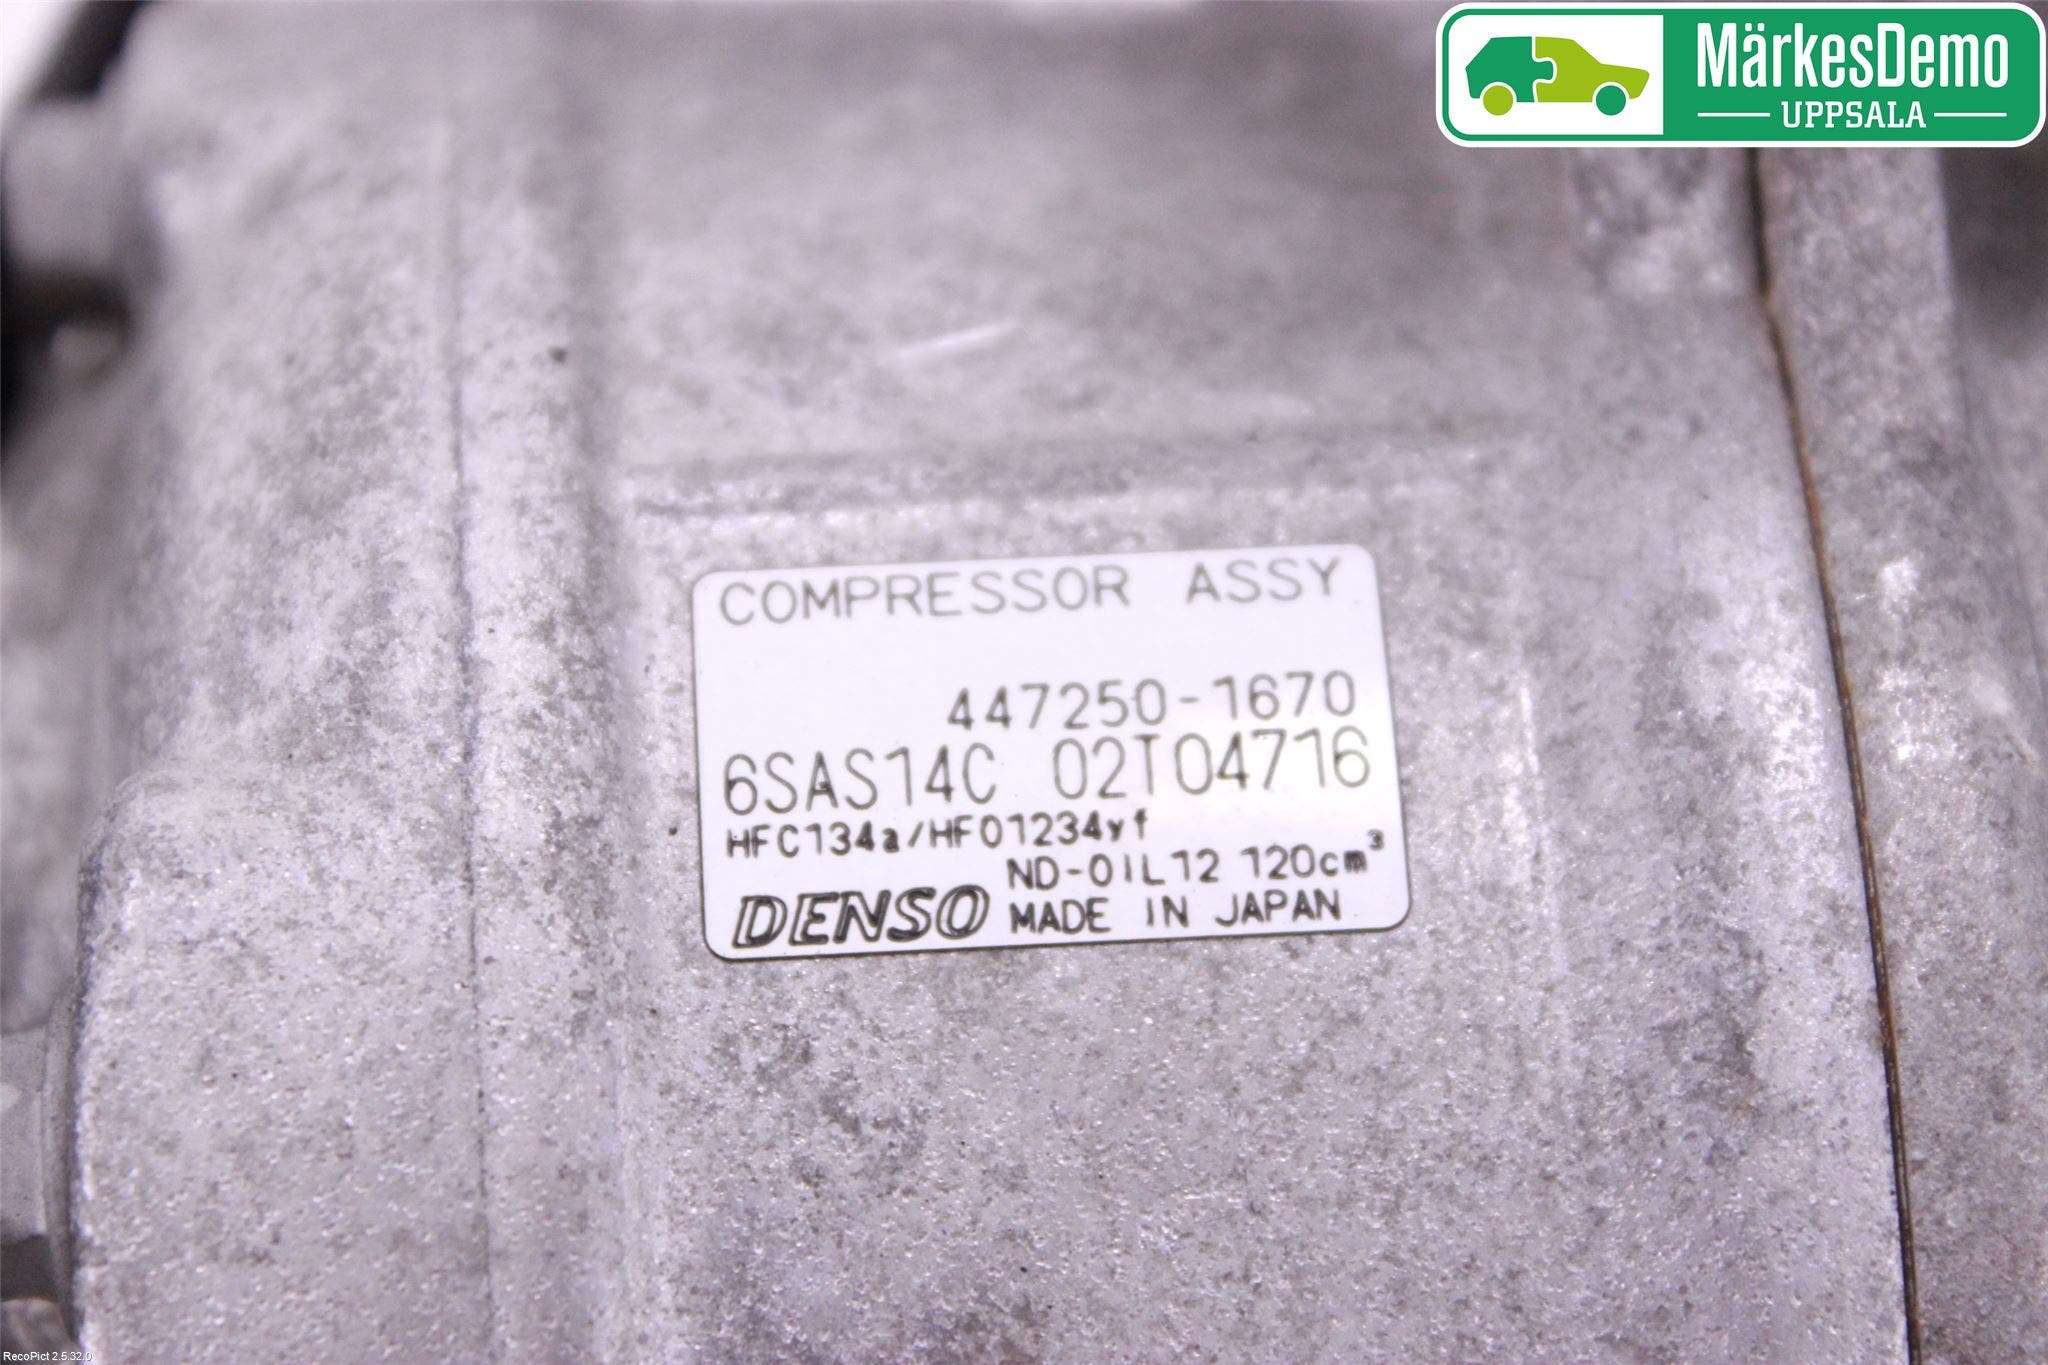 MärkesDemo
UPPSALA
COMPRESSOR ASSY
447250-1670
6SAS14C 02T04716
HFC134a/HFO1234yf
ND-OIL12 120cm³
DENSO MADE IN JAPAN
RecoPict 2.5.32.0